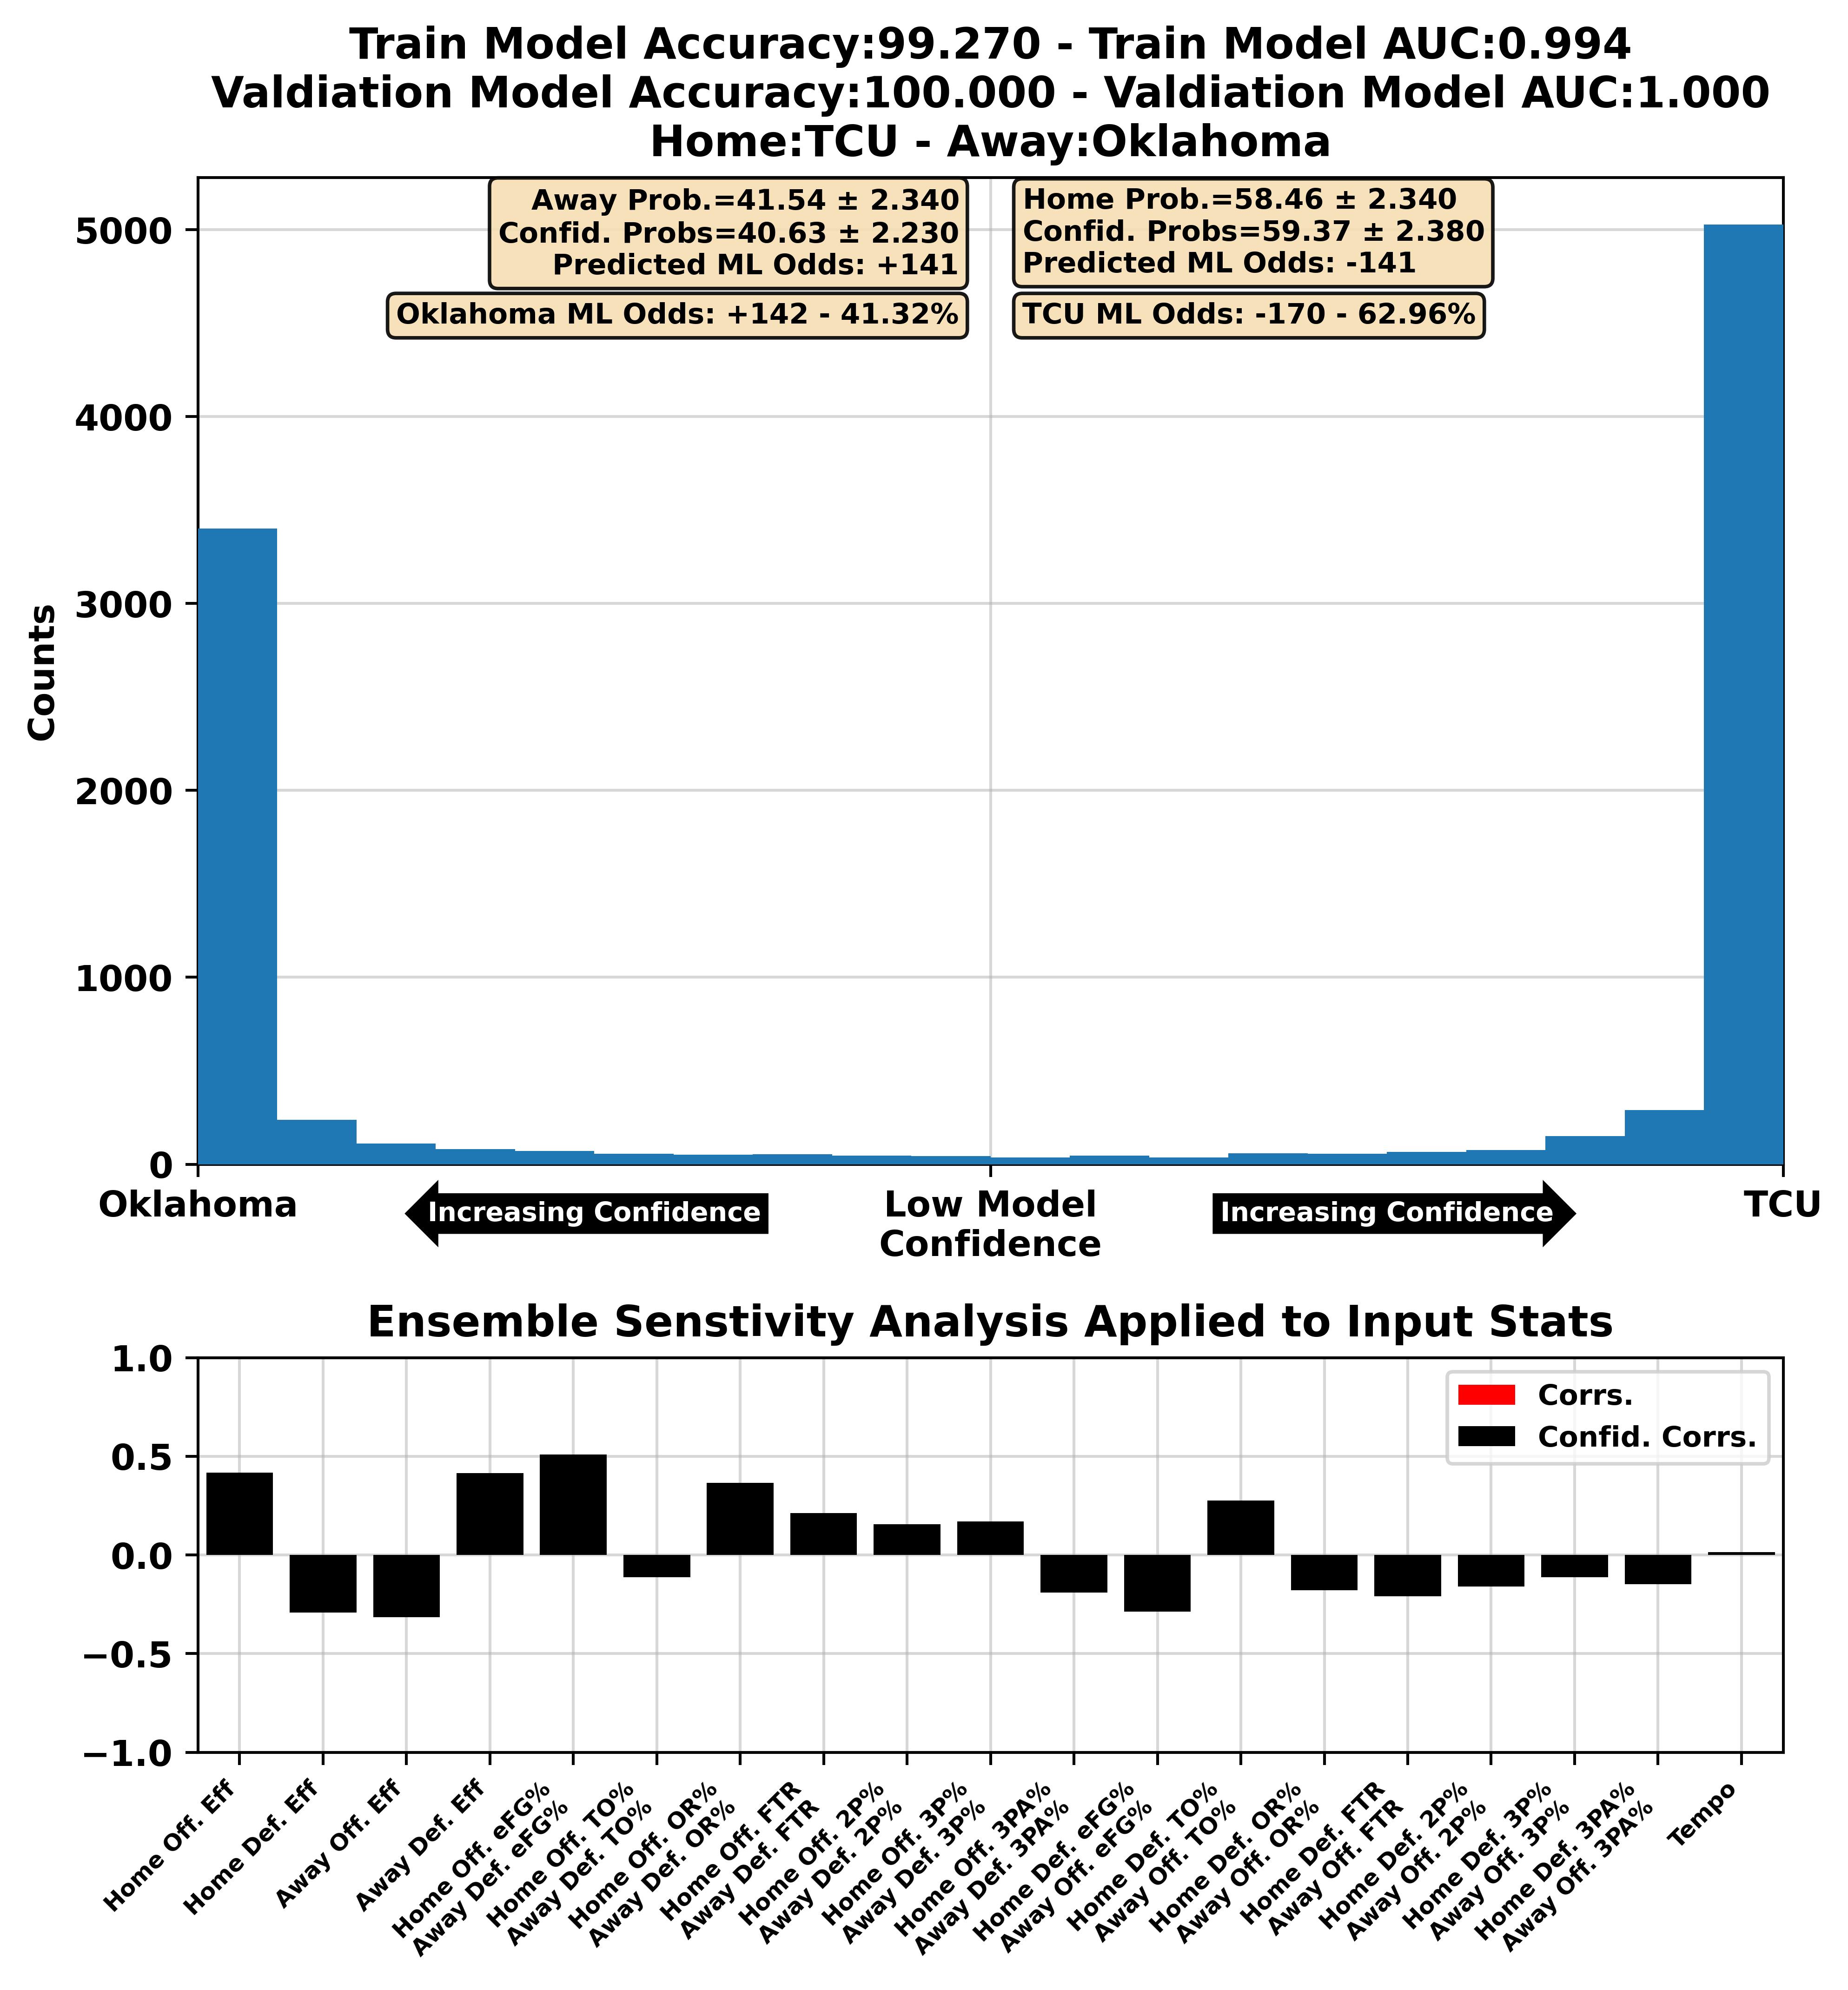 Train Model Accuracy:99.270 - Train Model AUC:0.994
Valdiation Model Accuracy:100.000 - Valdiation Model AUC:1.000
Home:TCU - Away:Oklahoma
Away Prob.=41.54 ± 2.340
Confid. Probs=40.63 ± 2.230
Predicted ML Odds: +141
Oklahoma ML Odds: +142 - 41.32%
Home Prob.=58.46 ± 2.340
Confid. Probs=59.37 ± 2.380
Predicted ML Odds: -141
TCU ML Odds: -170 - 62.96%
Counts
5000
4000
3000
2000
1000
0
Oklahoma
Increasing Confidence
Low Model
Confidence
Increasing Confidence
TCU
Ensemble Senstivity Analysis Applied to Input Stats
1.0
0.5
0.0
−0.5
−1.0
Corrs.
Confid. Corrs.
Home Off. Eff
Home Def. Eff
Away Off. Eff
Away Def. Eff
Home Off. eFG%
Away Def. eFG%
Home Off. TO%
Away Def. TO%
Home Off. OR%
Away Def. OR%
Home Off. FTR
Away Def. FTR
Home Off. 2P%
Away Def. 2P%
Home Off. 3P%
Away Def. 3P%
Home Off. 3PA%
Away Def. 3PA%
Home Def. eFG%
Away Off. eFG%
Home Def. TO%
Away Off. TO%
Home Def. OR%
Away Off. OR%
Home Def. FTR
Away Off. FTR
Home Def. 2P%
Away Off. 2P%
Home Def. 3P%
Away Off. 3P%
Home Def. 3PA%
Away Off. 3PA%
Tempo